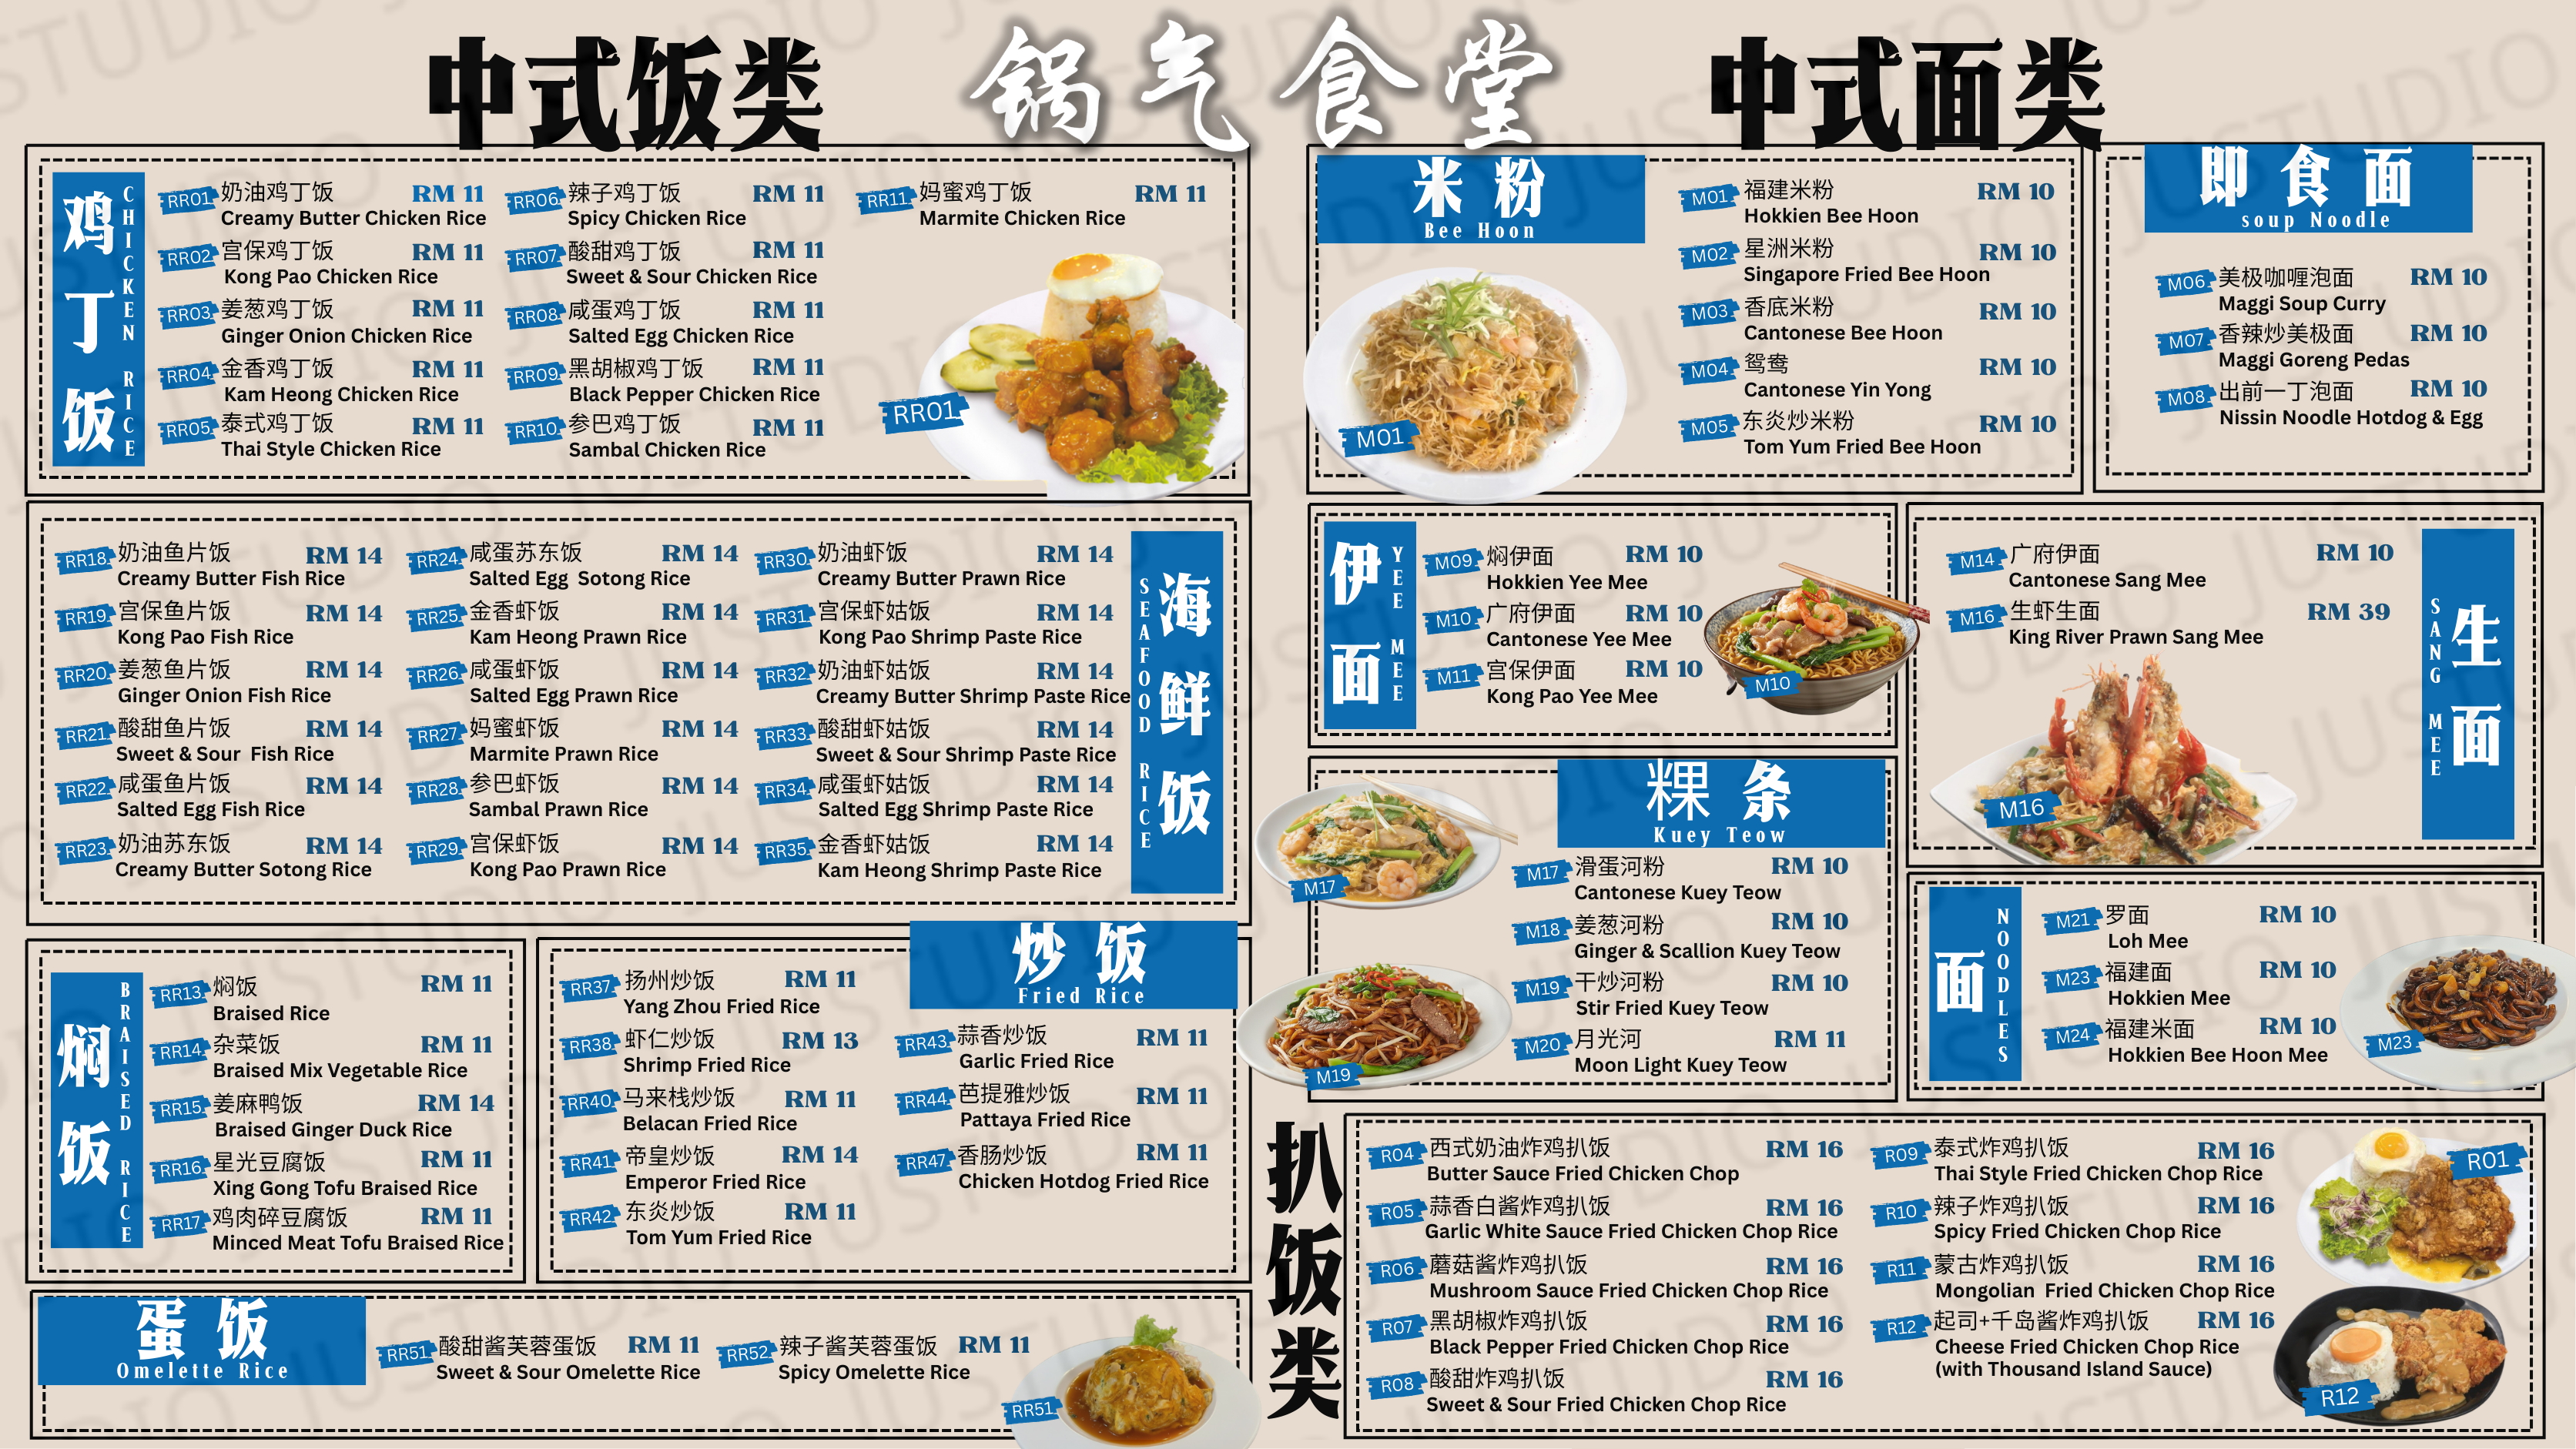 中式饭类
锅气食堂
中式面类
鸡丁饭
CHICKEN RICE
RR01 奶油鸡丁饭 RM 11
Creamy Butter Chicken Rice
RR02 宫保鸡丁饭 RM 11
Kong Pao Chicken Rice
RR03 姜葱鸡丁饭 RM 11
Ginger Onion Chicken Rice
RR04 金香鸡丁饭 RM 11
Kam Heong Chicken Rice
RR05 泰式鸡丁饭 RM 11
Thai Style Chicken Rice
RR06 辣子鸡丁饭 RM 11
Spicy Chicken Rice
RR07 酸甜鸡丁饭 RM 11
Sweet & Sour Chicken Rice
RR08 咸蛋鸡丁饭 RM 11
Salted Egg Chicken Rice
RR09 黑胡椒鸡丁饭 RM 11
Black Pepper Chicken Rice
RR10 参巴鸡丁饭 RM 11
Sambal Chicken Rice
RR11 妈蜜鸡丁饭 RM 11
Marmite Chicken Rice
RR01
RR18 奶油鱼片饭 RM 14
Creamy Butter Fish Rice
RR19 宫保鱼片饭 RM 14
Kong Pao Fish Rice
RR20 姜葱鱼片饭 RM 14
Ginger Onion Fish Rice
RR21 酸甜鱼片饭 RM 14
Sweet & Sour Fish Rice
RR22 咸蛋鱼片饭 RM 14
Salted Egg Fish Rice
RR23 奶油苏东饭 RM 14
Creamy Butter Sotong Rice
RR24 咸蛋苏东饭 RM 14
Salted Egg Sotong Rice
RR25 金香虾饭 RM 14
Kam Heong Prawn Rice
RR26 咸蛋虾饭 RM 14
Salted Egg Prawn Rice
RR27 妈蜜虾饭 RM 14
Marmite Prawn Rice
RR28 参巴虾饭 RM 14
Sambal Prawn Rice
RR29 宫保虾饭 RM 14
Kong Pao Prawn Rice
RR30 奶油虾饭 RM 14
Creamy Butter Prawn Rice
RR31 宫保虾姑饭 RM 14
Kong Pao Shrimp Paste Rice
RR32 奶油虾姑饭 RM 14
Creamy Butter Shrimp Paste Rice
RR33 酸甜虾姑饭 RM 14
Sweet & Sour Shrimp Paste Rice
RR34 咸蛋虾姑饭 RM 14
Salted Egg Shrimp Paste Rice
RR35 金香虾姑饭 RM 14
Kam Heong Shrimp Paste Rice
海鲜饭
SEAFOOD RICE
焖饭
BRAISED RICE
RR13 焖饭 RM 11
Braised Rice
RR14 杂菜饭 RM 11
Braised Mix Vegetable Rice
RR15 姜麻鸭饭 RM 14
Braised Ginger Duck Rice
RR16 星光豆腐饭 RM 11
Xing Gong Tofu Braised Rice
RR17 鸡肉碎豆腐饭 RM 11
Minced Meat Tofu Braised Rice
炒饭
Fried Rice
RR37 扬州炒饭 RM 11
Yang Zhou Fried Rice
RR38 虾仁炒饭 RM 13
Shrimp Fried Rice
RR40 马来栈炒饭 RM 11
Belacan Fried Rice
RR41 帝皇炒饭 RM 14
Emperor Fried Rice
RR42 东炎炒饭 RM 11
Tom Yum Fried Rice
RR43 蒜香炒饭 RM 11
Garlic Fried Rice
RR44 芭提雅炒饭 RM 11
Pattaya Fried Rice
RR47 香肠炒饭 RM 11
Chicken Hotdog Fried Rice
蛋饭
Omelette Rice
RR51 酸甜酱芙蓉蛋饭 RM 11
Sweet & Sour Omelette Rice
RR52 辣子酱芙蓉蛋饭 RM 11
Spicy Omelette Rice
RR51
米粉
Bee Hoon
M01 福建米粉 RM 10
Hokkien Bee Hoon
M02 星洲米粉 RM 10
Singapore Fried Bee Hoon
M03 香底米粉 RM 10
Cantonese Bee Hoon
M04 鸳鸯 RM 10
Cantonese Yin Yong
M05 东炎炒米粉 RM 10
Tom Yum Fried Bee Hoon
M01
即食面
soup Noodle
M06 美极咖喱泡面 RM 10
Maggi Soup Curry
M07 香辣炒美极面 RM 10
Maggi Goreng Pedas
M08 出前一丁泡面 RM 10
Nissin Noodle Hotdog & Egg
伊面
YEE MEE
M09 焖伊面 RM 10
Hokkien Yee Mee
M10 广府伊面 RM 10
Cantonese Yee Mee
M11 宫保伊面 RM 10
Kong Pao Yee Mee
M10
M14 广府伊面 RM 10
Cantonese Sang Mee
M16 生虾生面 RM 39
King River Prawn Sang Mee
M16
生面
SANG MEE
粿条
Kuey Teow
M17 滑蛋河粉 RM 10
Cantonese Kuey Teow
M18 姜葱河粉 RM 10
Ginger & Scallion Kuey Teow
M19 干炒河粉 RM 10
Stir Fried Kuey Teow
M20 月光河 RM 11
Moon Light Kuey Teow
M17
M19
面
NOODLES
M21 罗面 RM 10
Loh Mee
M23 福建面 RM 10
Hokkien Mee
M24 福建米面 RM 10
Hokkien Bee Hoon Mee
M23
扒饭类
R04 西式奶油炸鸡扒饭 RM 16
Butter Sauce Fried Chicken Chop
R05 蒜香白酱炸鸡扒饭 RM 16
Garlic White Sauce Fried Chicken Chop Rice
R06 蘑菇酱炸鸡扒饭 RM 16
Mushroom Sauce Fried Chicken Chop Rice
R07 黑胡椒炸鸡扒饭 RM 16
Black Pepper Fried Chicken Chop Rice
R08 酸甜炸鸡扒饭 RM 16
Sweet & Sour Fried Chicken Chop Rice
R09 泰式炸鸡扒饭 RM 16
Thai Style Fried Chicken Chop Rice
R10 辣子炸鸡扒饭 RM 16
Spicy Fried Chicken Chop Rice
R11 蒙古炸鸡扒饭 RM 16
Mongolian Fried Chicken Chop Rice
R12 起司+千岛酱炸鸡扒饭 RM 16
Cheese Fried Chicken Chop Rice
(with Thousand Island Sauce)
R01
R12
JUSTUDIO